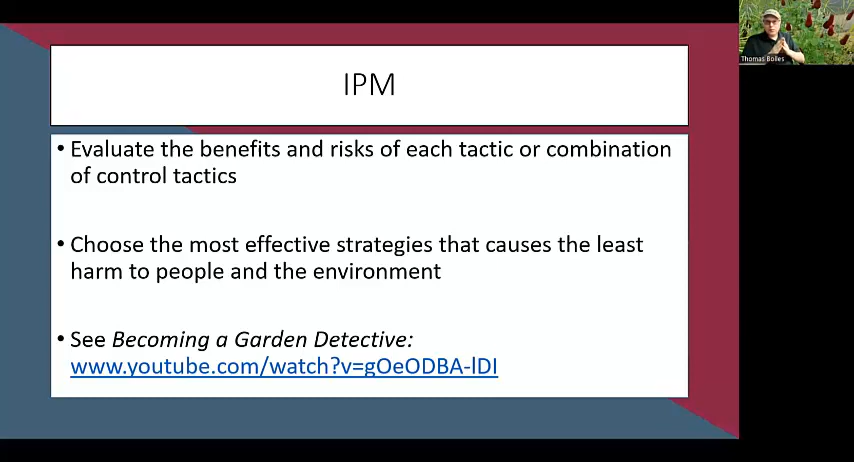 IPM
• Evaluate the benefits and risks of each tactic or combination
of control tactics
• Choose the most effective strategies that causes the least
harm to people and the environment
• See Becoming a Garden Detective:
www.youtube.com/watch?v=gOeODBA-lDI
Thomas Bolles